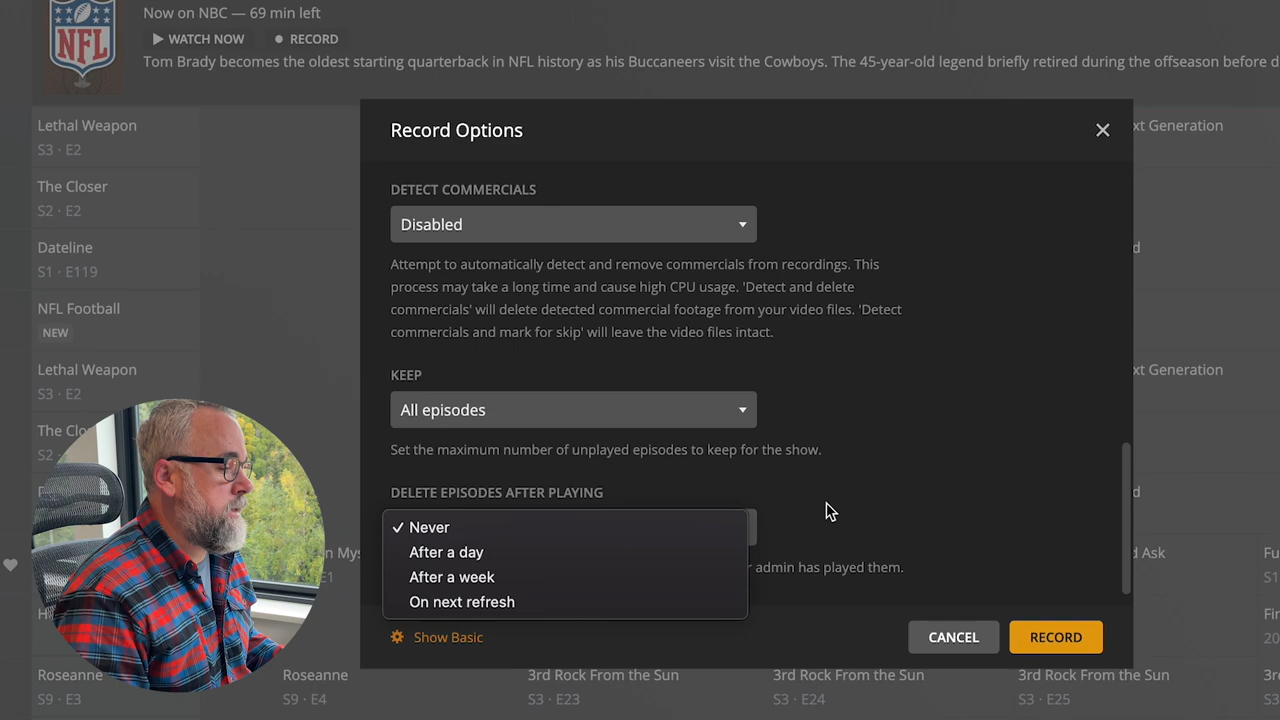 NFL
Now on NBC — 69 min left
WATCH NOW
RECORD
Tom Brady becomes the oldest starting quarterback in NFL history as his Buccaneers visit the Cowboys. The 45-year-old legend briefly retired during the offseason before
Lethal Weapon
S3 · E2
The Closer
S2 · E2
Dateline
S1 · E119
NFL Football
NEW
Lethal Weapon
S3 · E2
The Clo
S2 ·
Roseanne
S9 · E3
Record Options
DETECT COMMERCIALS
Disabled
Attempt to automatically detect and remove commercials from recordings. This
process may take a long time and cause high CPU usage. 'Detect and delete
commercials' will delete detected commercial footage from your video files. 'Detect
commercials and mark for skip' will leave the video files intact.
KEEP
All episodes
Set the maximum number of unplayed episodes to keep for the show.
DELETE EPISODES AFTER PLAYING
Never
After a day
After a week
On next refresh
admin has played them.
Show Basic
CANCEL
RECORD
xt Generation
xt Generation
d Ask
Roseanne
S9 · E4
3rd Rock From the Sun
S3 · E23
3rd Rock From the Sun
S3 · E24
3rd Rock From the Sun
S3 · E25